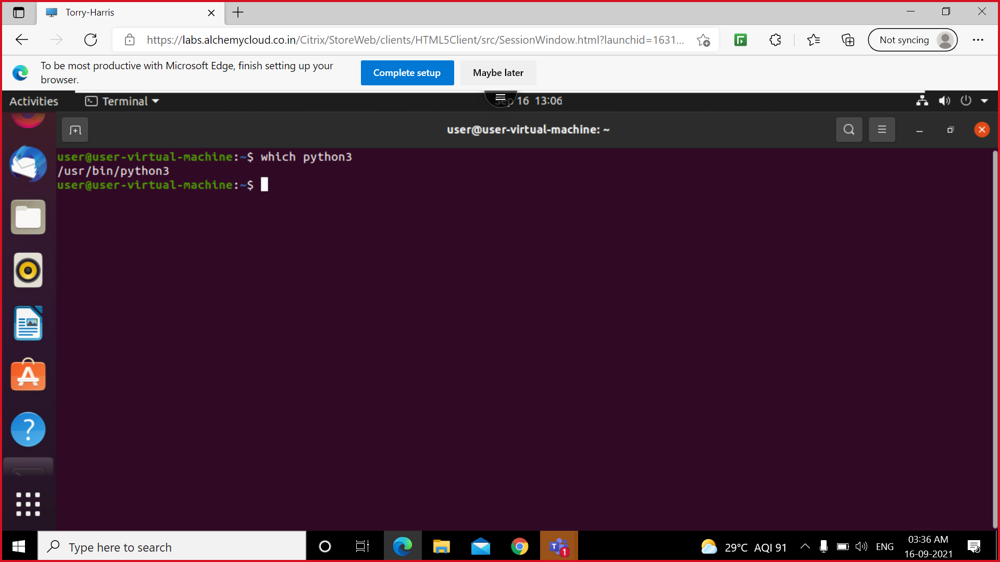 Torry-Harris
https://labs.alchemycloud.co.in/Citrix/StoreWeb/clients/HTML5Client/src/SessionWindow.html?launchid=1631...
Not syncing
To be most productive with Microsoft Edge, finish setting up your
browser.
Complete setup
Maybe later
Activities
Terminal
Sep 16 13:06
user@user-virtual-machine: ~
user@user-virtual-machine:~$ which python3
/usr/bin/python3
user@user-virtual-machine:~$
Type here to search
1
29°C AQI 91
ENG
03:36 AM
16-09-2021